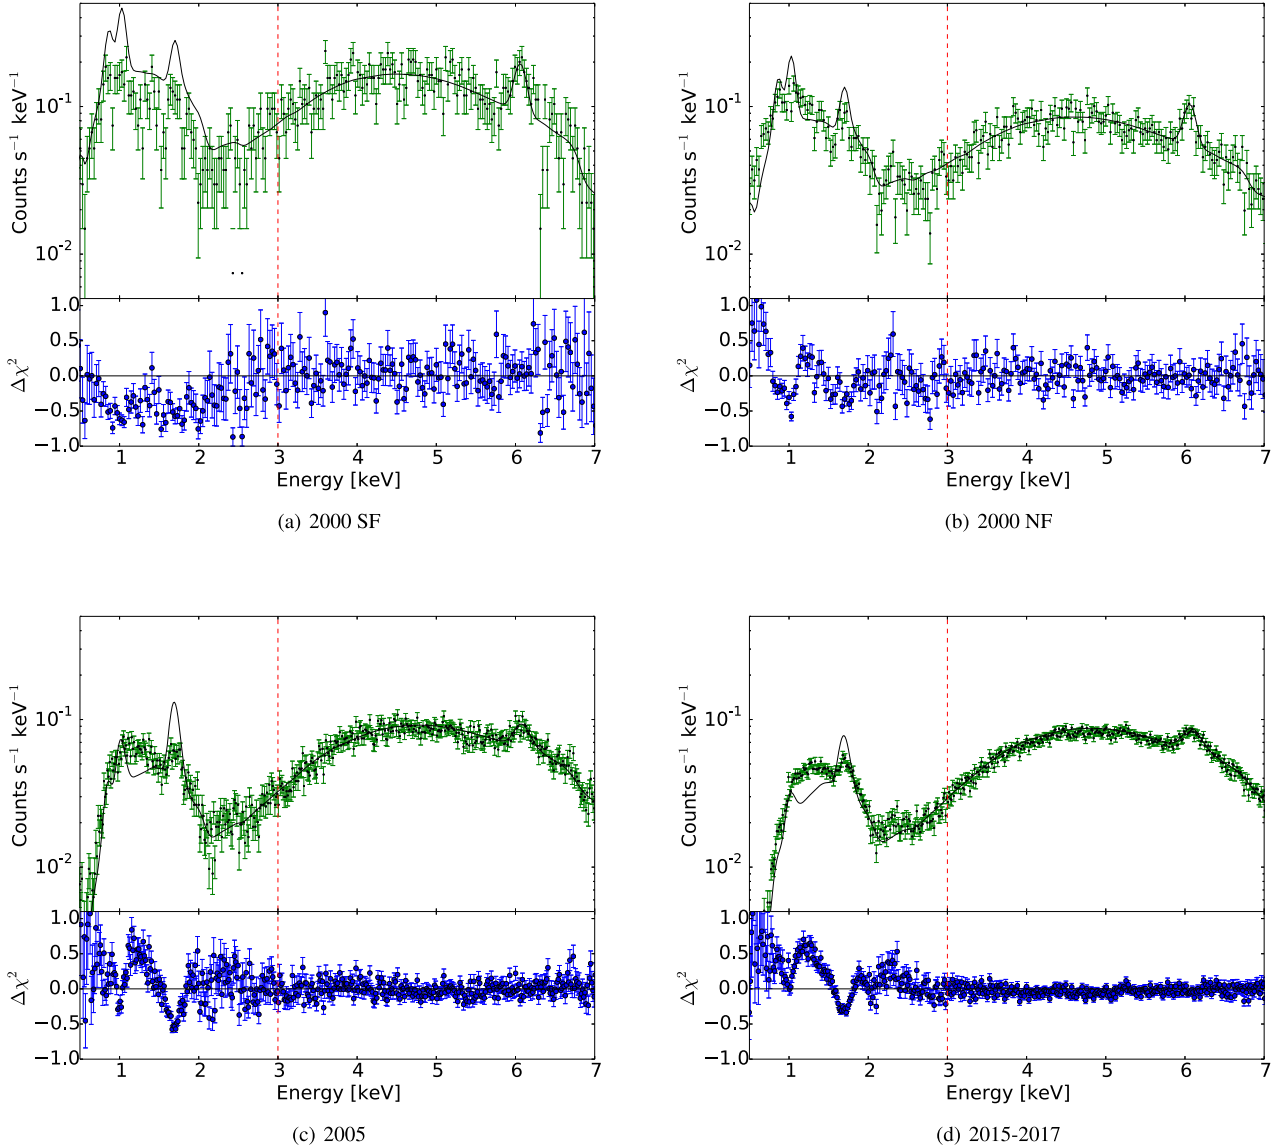 10⁻¹
10⁻²
Counts s⁻¹ keV⁻¹
1.0
0.5
0.0
−0.5
−1.0
Δχ²
1 2 3 4 5 6 7
Energy [keV]
(a) 2000 SF
10⁻¹
10⁻²
Counts s⁻¹ keV⁻¹
1.0
0.5
0.0
−0.5
−1.0
Δχ²
1 2 3 4 5 6 7
Energy [keV]
(b) 2000 NF
10⁻¹
10⁻²
Counts s⁻¹ keV⁻¹
1.0
0.5
0.0
−0.5
−1.0
Δχ²
1 2 3 4 5 6 7
Energy [keV]
(c) 2005
10⁻¹
10⁻²
Counts s⁻¹ keV⁻¹
1.0
0.5
0.0
−0.5
−1.0
Δχ²
1 2 3 4 5 6 7
Energy [keV]
(d) 2015-2017